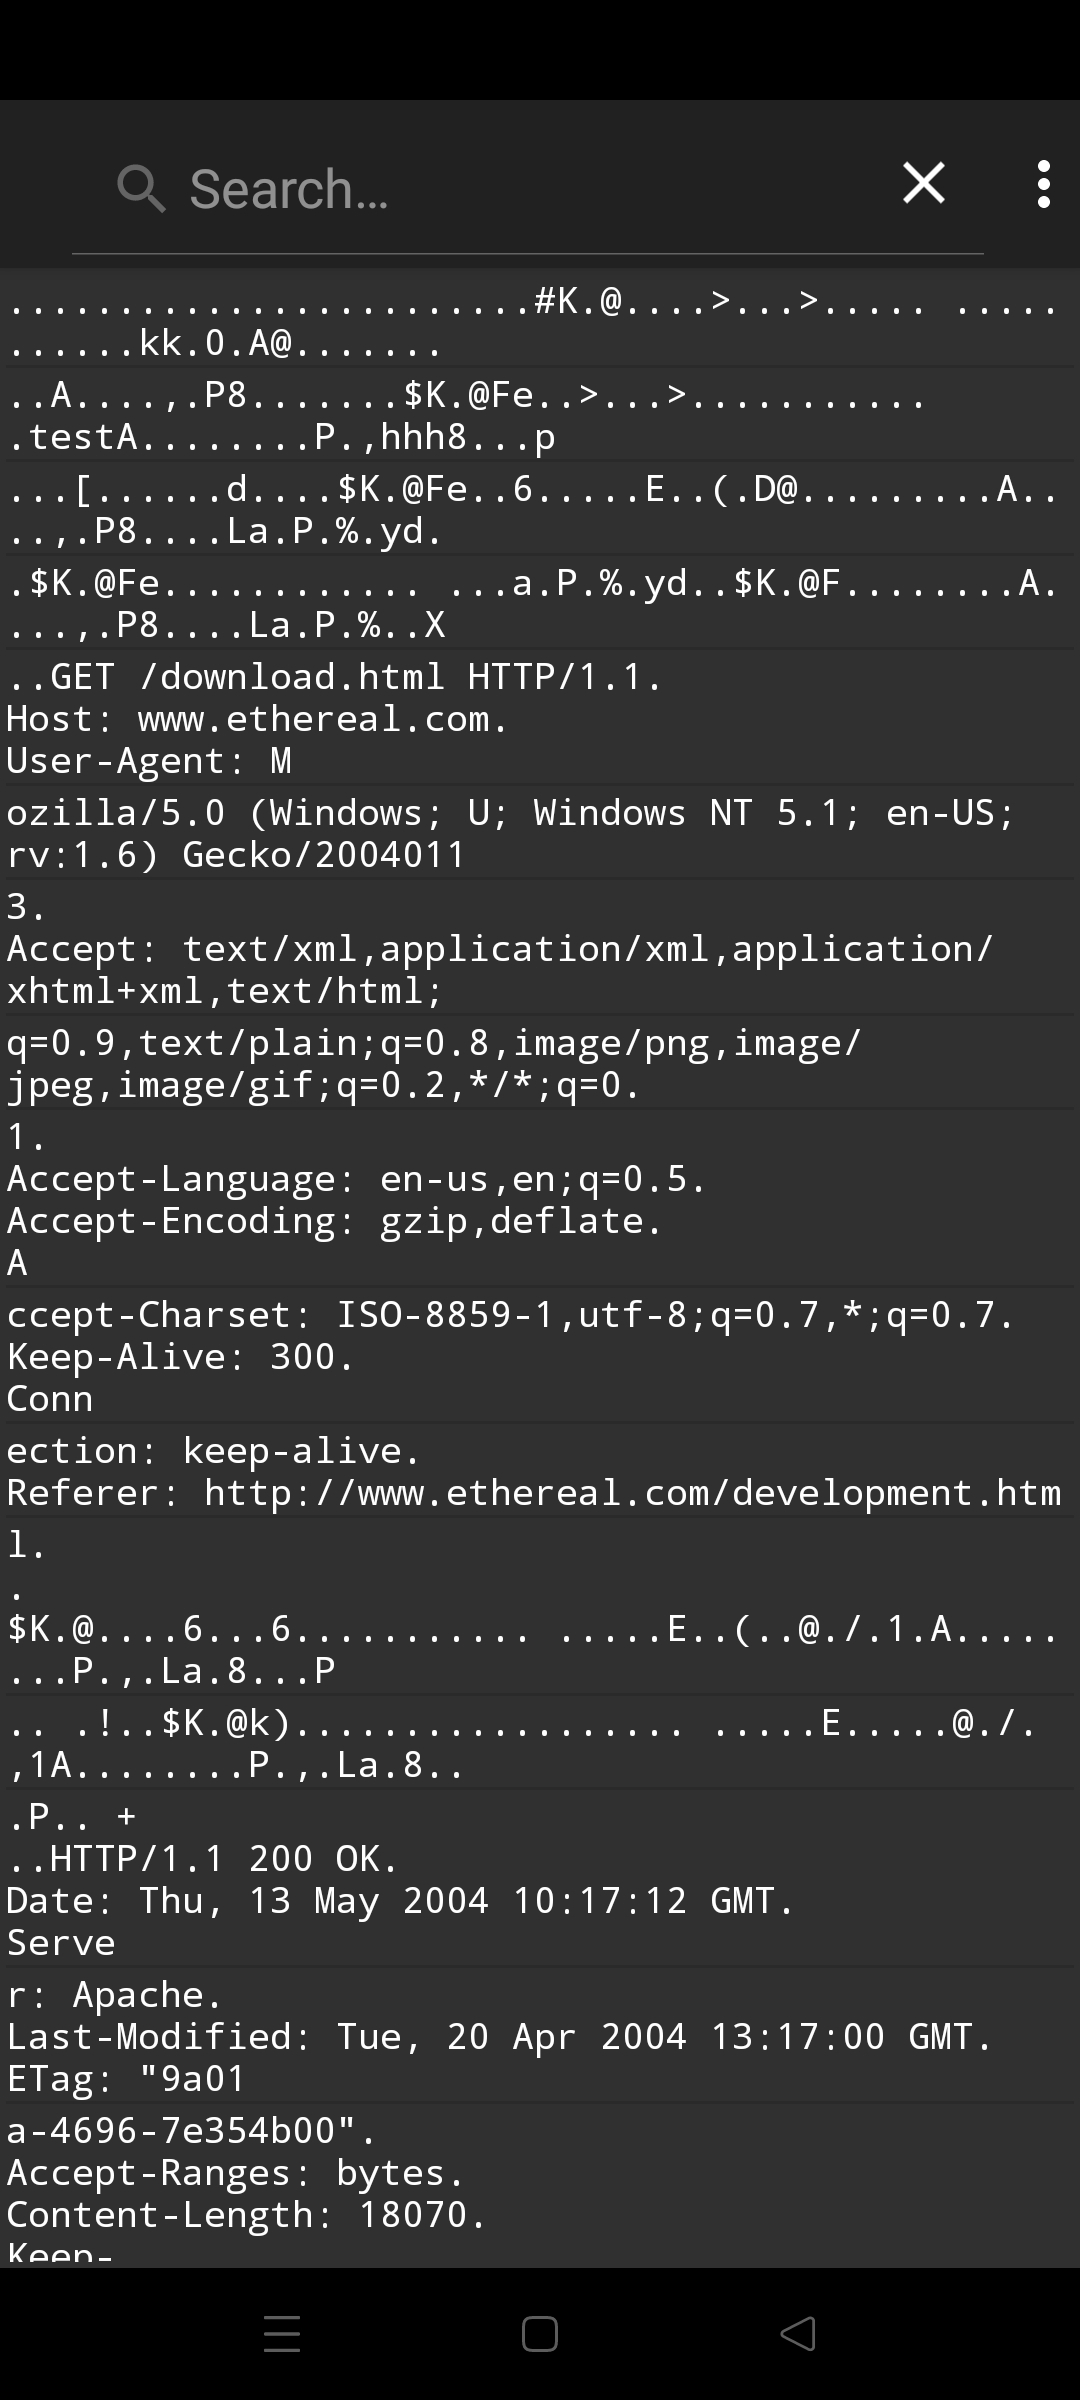 Search...
........................#K.@....>...>..... .....
......kk.0.A@.......
..A....,.P8.......$K.@Fe..>...>...........
.testA........P.,hhh8...p
...[......d....$K.@Fe..6.....E..(.D@.........A..
..,.P8....La.P.%.yd.
.$K.@Fe............ ...a.P.%.yd..$K.@F........A.
...,.P8....La.P.%..X
..GET /download.html HTTP/1.1.
Host: www.ethereal.com.
User-Agent: M
ozilla/5.0 (Windows; U; Windows NT 5.1; en-US;
rv:1.6) Gecko/2004011
3.
Accept: text/xml,application/xml,application/
xhtml+xml,text/html;
q=0.9,text/plain;q=0.8,image/png,image/
jpeg,image/gif;q=0.2,*/*;q=0.
1.
Accept-Language: en-us,en;q=0.5.
Accept-Encoding: gzip,deflate.
A
ccept-Charset: ISO-8859-1,utf-8;q=0.7,*;q=0.7.
Keep-Alive: 300.
Conn
ection: keep-alive.
Referer: http://www.ethereal.com/development.htm
l.
.
$K.@....6...6........... .....E..(..@./.1.A.....
...P.,.La.8...P
.. .!..$K.@k).................. .....E.....@./.
,1A........P.,.La.8..
.P.. +
..HTTP/1.1 200 OK.
Date: Thu, 13 May 2004 10:17:12 GMT.
Serve
r: Apache.
Last-Modified: Tue, 20 Apr 2004 13:17:00 GMT.
ETag: "9a01
a-4696-7e354b00".
Accept-Ranges: bytes.
Content-Length: 18070.
Keep-